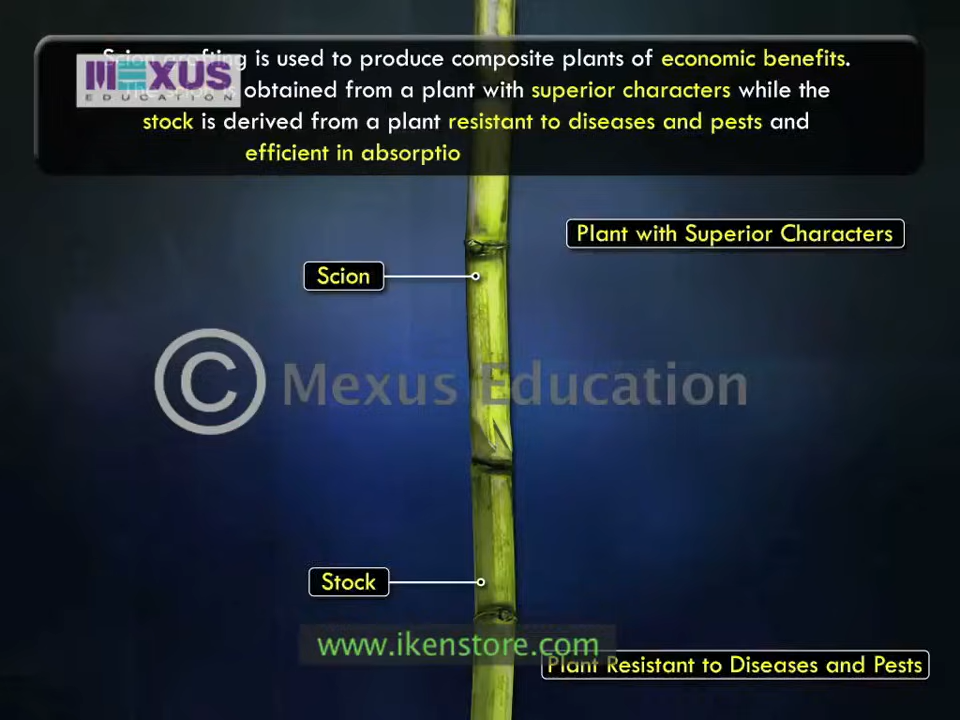 Scion grafting is used to produce composite plants of economic benefits.
MEXUS
EDUCATION
obtained from a plant with superior characters while the
stock is derived from a plant resistant to diseases and pests and
efficient in absorptio
Plant with Superior Characters
Scion
© Mexus Education
Stock
www.ikenstore.com
Plant Resistant to Diseases and Pests